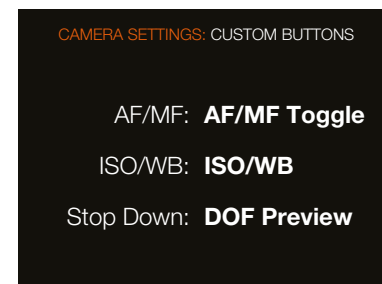 CAMERA SETTINGS: CUSTOM BUTTONS
AF/MF: AF/MF Toggle
ISO/WB: ISO/WB
Stop Down: DOF Preview